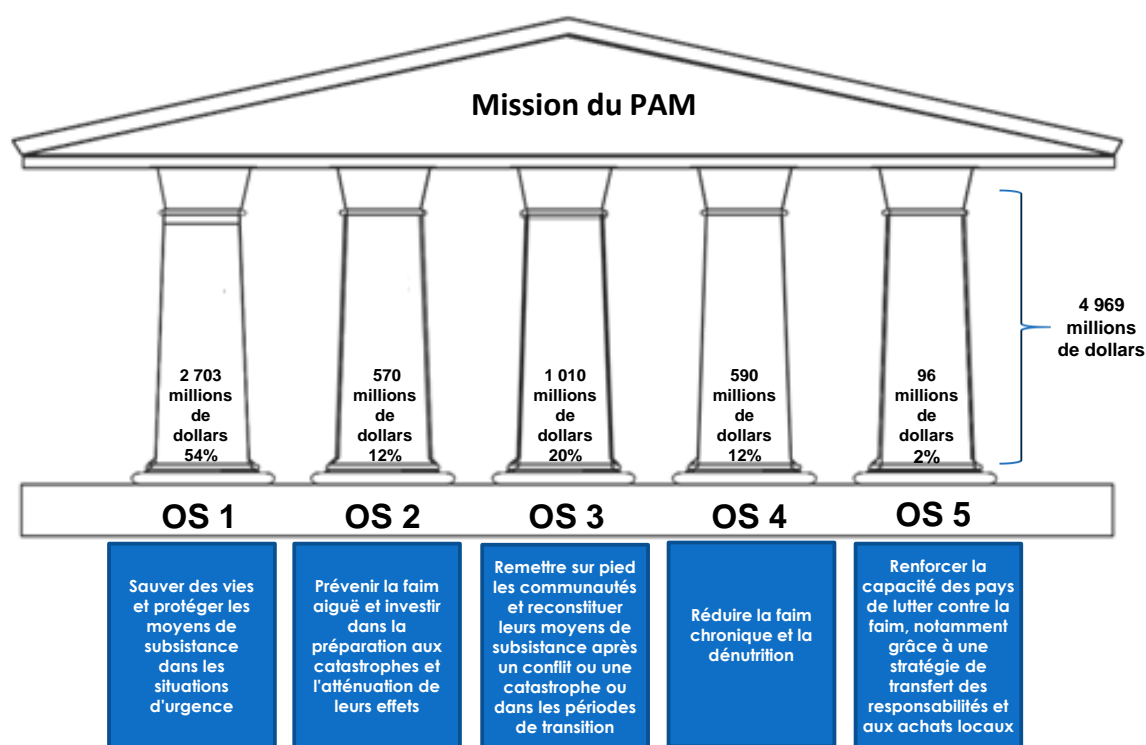 Mission du PAM
4 969
millions
de dollars
2 703
millions
de
dollars
54%
570
millions
de
dollars
12%
1 010
millions
de
dollars
20%
590
millions
de
dollars
12%
96
millions
de
dollars
2%
OS 1
OS 2
OS 3
OS 4
OS 5
Sauver des vies
et protéger les
moyens de
subsistance
dans les
situations
d'urgence
Prévenir la faim
aiguë et investir
dans la
préparation aux
catastrophes et
l'atténuation de
leurs effets
Remettre sur pied
les communautés
et reconstituer
leurs moyens de
subsistance après
un conflit ou une
catastrophe ou
dans les périodes
de transition
Réduire la faim
chronique et la
dénutrition
Renforcer la
capacité des pays
de lutter contre la
faim, notamment
grâce à une
stratégie de
transfert des
responsabilités et
aux achats locaux